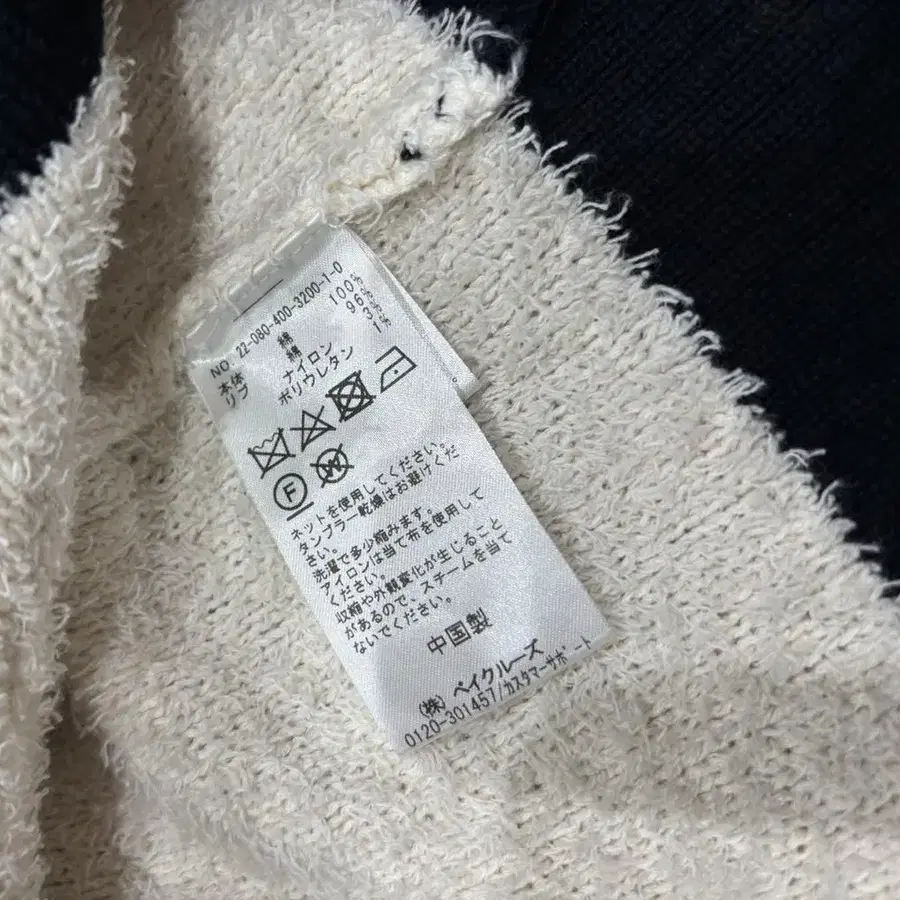 NO. 22-080-400-3200-1-0
本体 綿 100%
リブ 綿 96%
ナイロン 3%
ポリウレタン 1%
F W
ネットを使用してください。
タンブラー乾燥はお避けくだ
さい。
洗濯で多少縮みます。
アイロンは当て布を使用して
ください。
収縮や外観変化が生じること
があるので、スチームを当て
ないでください。
中国製
(株) ベイクルーズ
0120-301457/カスタマーサポート